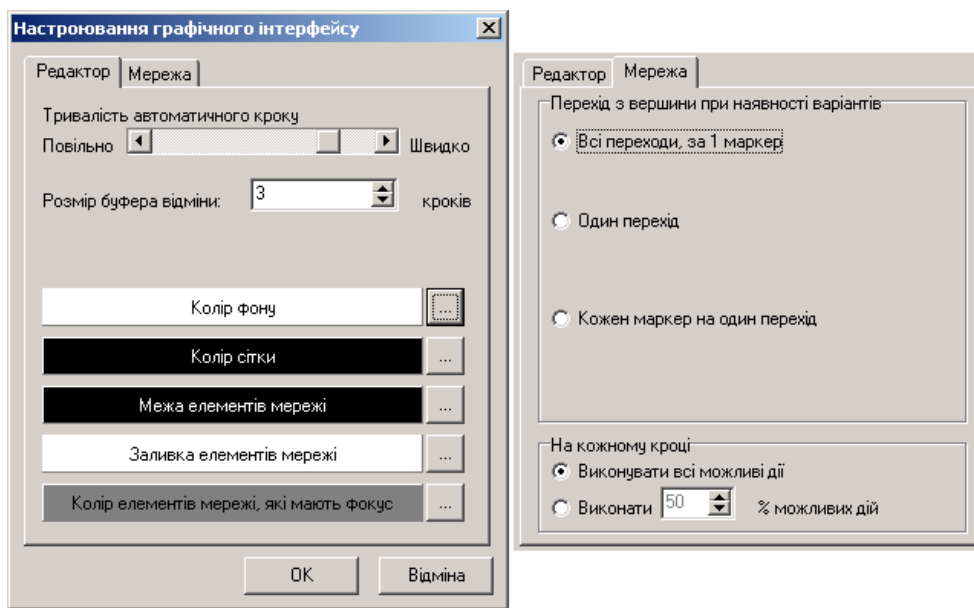 Настроювання графічного інтерфейсу
Редактор Мережа
Тривалість автоматичного кроку
Повільно Швидко
Розмір буфера відміни: 3 кроків
Колір фону ...
Колір сітки ...
Межа елементів мережі ...
Заливка елементів мережі ...
Колір елементів мережі, які мають фокус ...
OK Відміна
Редактор Мережа
Перехід з вершини при наявності варіантів
Всі переходи, за 1 маркер
Один перехід
Кожен маркер на один перехід
На кожному кроці
Виконувати всі можливі дії
Виконати 50 % можливих дій